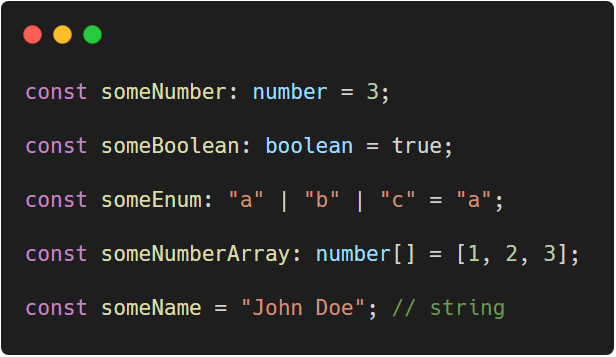 const someNumber: number = 3;
const someBoolean: boolean = true;
const someEnum: "a" | "b" | "c" = "a";
const someNumberArray: number[] = [1, 2, 3];
const someName = "John Doe"; // string